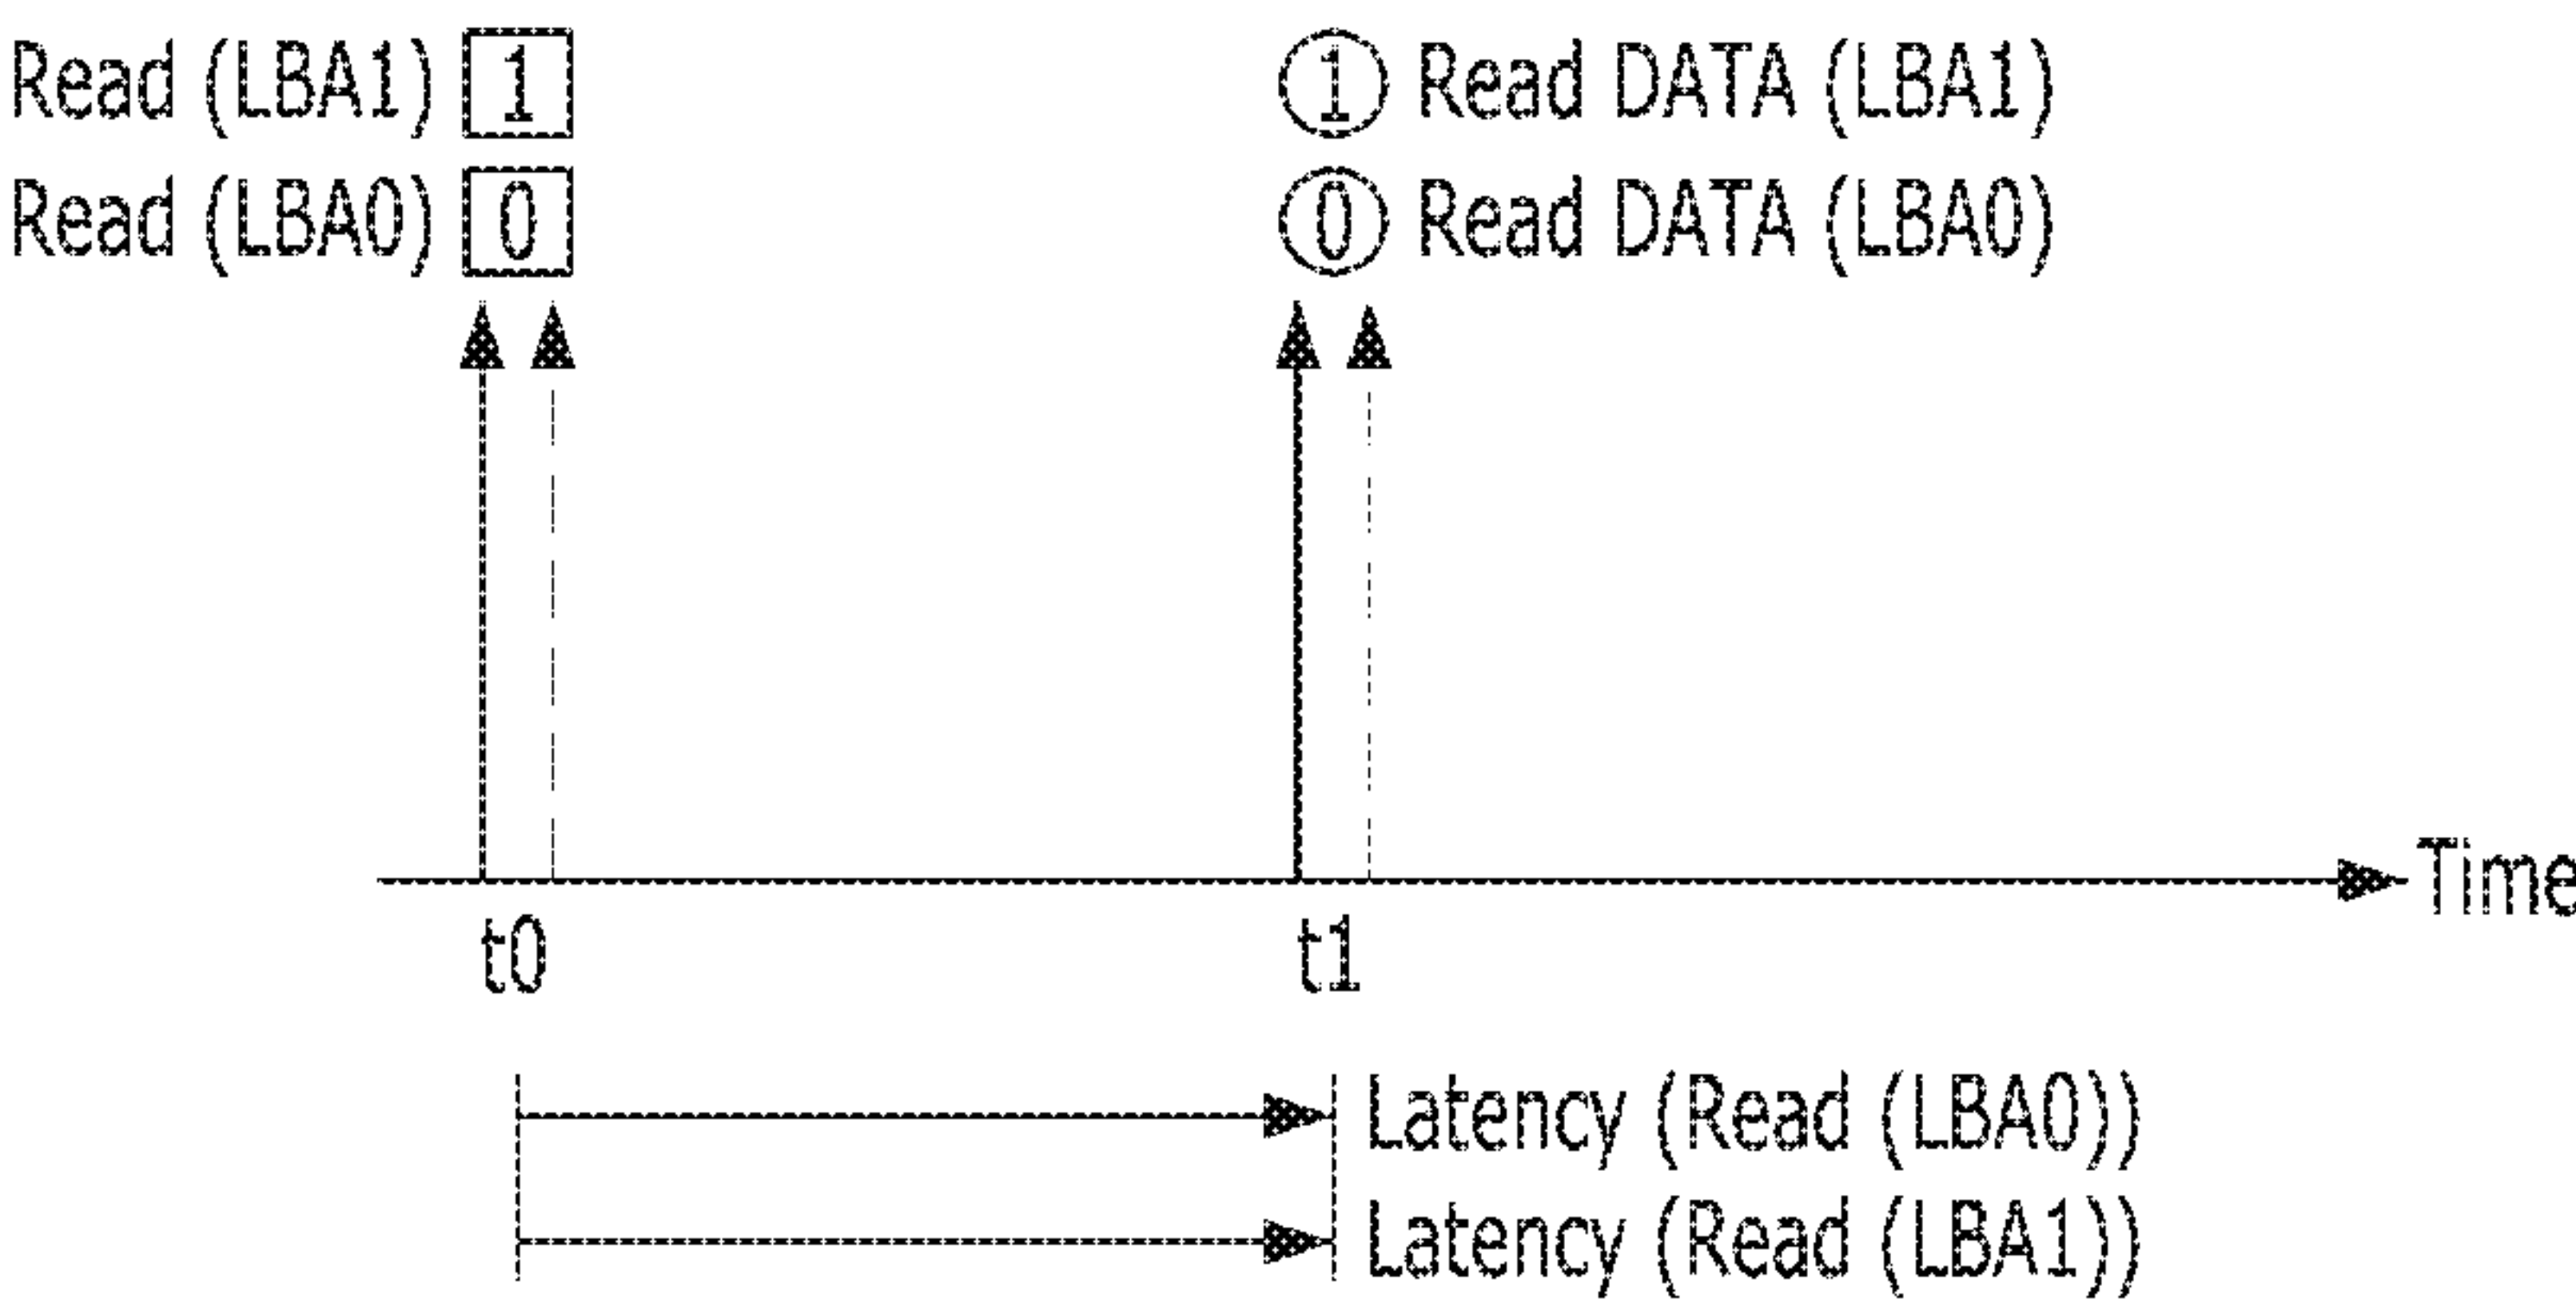 Read (LBA1) 1
1 Read DATA (LBA1)
Read (LBA0) 0
0 Read DATA (LBA0)
Time
t0
t1
Latency (Read (LBA0))
Latency (Read (LBA1))